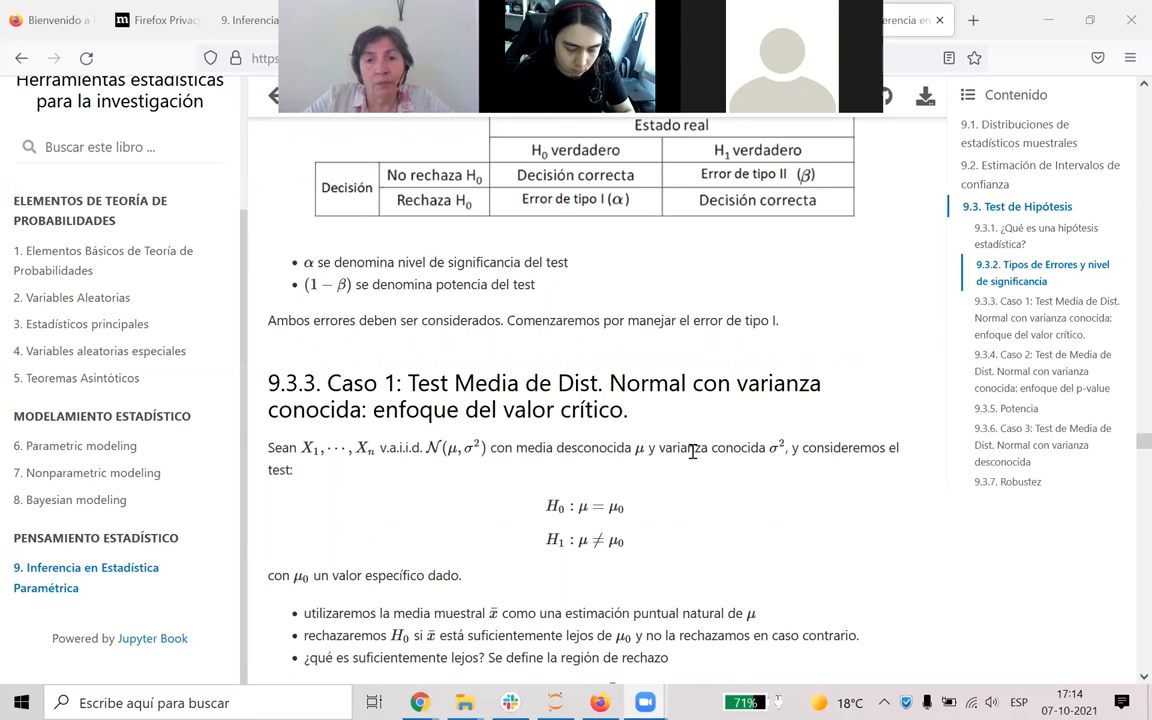 Bienvenido a
Firefox Privac
9. Inferencia
erencia en
https
Herramientas estadísticas
para la investigación
Buscar este libro ...
ELEMENTOS DE TEORÍA DE
PROBABILIDADES
1. Elementos Básicos de Teoría de
Probabilidades
2. Variables Aleatorias
3. Estadísticos principales
4. Variables aleatorias especiales
5. Teoremas Asintóticos
MODELAMIENTO ESTADÍSTICO
6. Parametric modeling
7. Nonparametric modeling
8. Bayesian modeling
PENSAMIENTO ESTADÍSTICO
9. Inferencia en Estadística
Paramétrica
Powered by Jupyter Book
Estado real
H₀ verdadero H₁ verdadero
Decisión No rechaza H₀ Decisión correcta Error de tipo II (β)
Rechaza H₀ Error de tipo I (α) Decisión correcta
• α se denomina nivel de significancia del test
• (1 − β) se denomina potencia del test
Ambos errores deben ser considerados. Comenzaremos por manejar el error de tipo I.
9.3.3. Caso 1: Test Media de Dist. Normal con varianza
conocida: enfoque del valor crítico.
Sean X₁, ⋯ , Xₙ v.a.i.i.d. 𝒩(μ, σ²) con media desconocida μ y varianza conocida σ², y consideremos el
test:
H₀ : μ = μ₀
H₁ : μ ≠ μ₀
con μ₀ un valor específico dado.
• utilizaremos la media muestral x̄ como una estimación puntual natural de μ
• rechazaremos H₀ si x̄ está suficientemente lejos de μ₀ y no la rechazamos en caso contrario.
• ¿qué es suficientemente lejos? Se define la región de rechazo
Contenido
9.1. Distribuciones de
estadísticos muestrales
9.2. Estimación de Intervalos de
confianza
9.3. Test de Hipótesis
9.3.1. ¿Qué es una hipótesis
estadística?
9.3.2. Tipos de Errores y nivel
de significancia
9.3.3. Caso 1: Test Media de Dist.
Normal con varianza conocida:
enfoque del valor crítico.
9.3.4. Caso 2: Test de Media de
Dist. Normal con varianza
conocida: enfoque del p-value
9.3.5. Potencia
9.3.6. Caso 3: Test de Media de
Dist. Normal con varianza
desconocida
9.3.7. Robustez
Escribe aquí para buscar
71%
18°C
ESP
17:14
07-10-2021